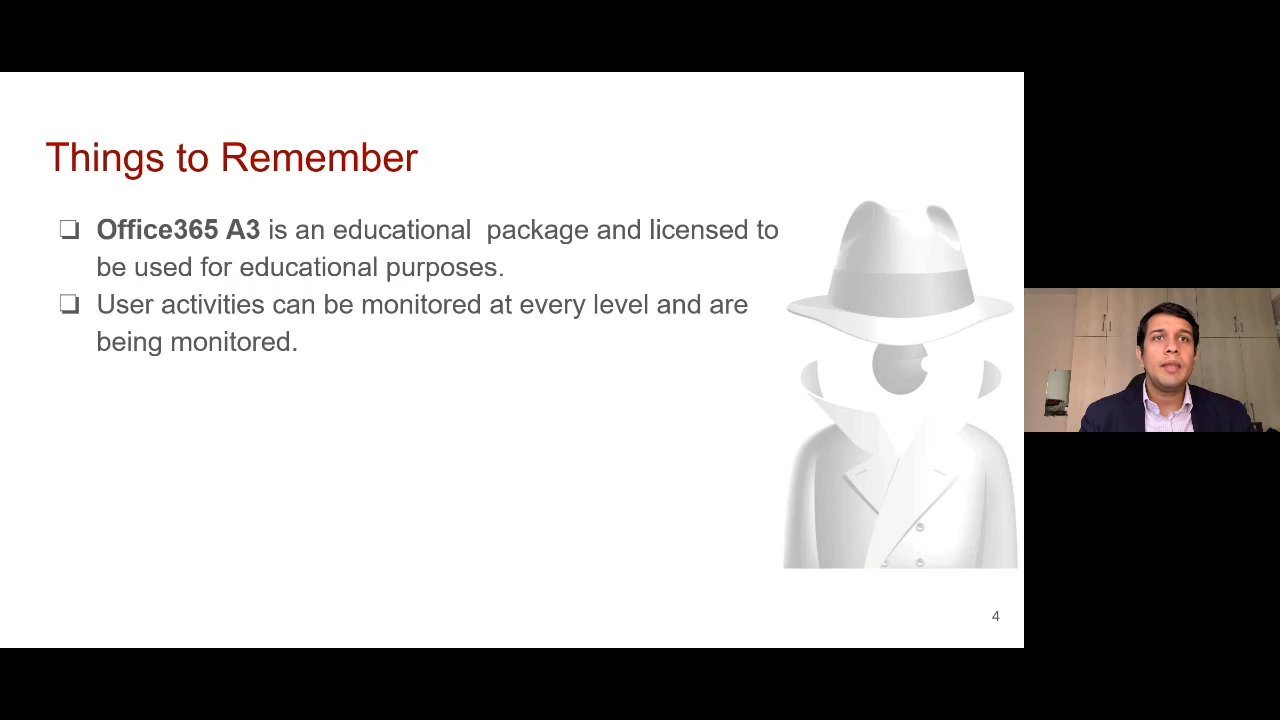 Things to Remember
❏ Office365 A3 is an educational  package and licensed to
be used for educational purposes.
❏ User activities can be monitored at every level and are
being monitored.
4